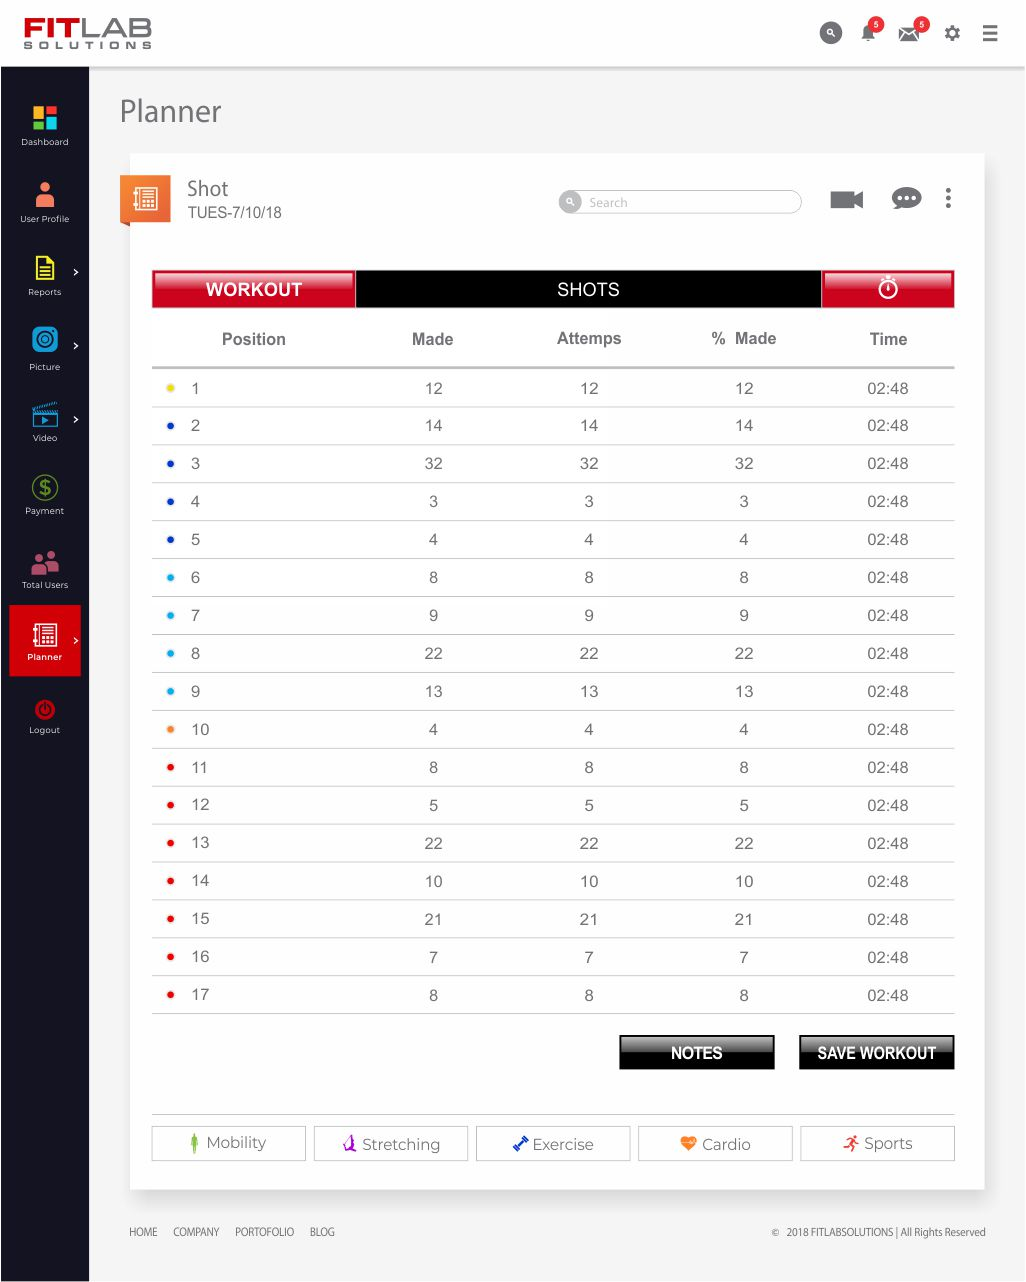 FITLAB
SOLUTIONS
5
5
Dashboard
User Profile
Reports
Picture
Video
Payment
Total Users
Planner
Logout
Planner
Shot
TUES-7/10/18
Search
WORKOUT SHOTS
Position Made Attemps % Made Time
1 12 12 12 02:48
2 14 14 14 02:48
3 32 32 32 02:48
4 3 3 3 02:48
5 4 4 4 02:48
6 8 8 8 02:48
7 9 9 9 02:48
8 22 22 22 02:48
9 13 13 13 02:48
10 4 4 4 02:48
11 8 8 8 02:48
12 5 5 5 02:48
13 22 22 22 02:48
14 10 10 10 02:48
15 21 21 21 02:48
16 7 7 7 02:48
17 8 8 8 02:48
NOTES SAVE WORKOUT
Mobility Stretching Exercise Cardio Sports
HOME COMPANY PORTOFOLIO BLOG © 2018 FITLABSOLUTIONS | All Rights Reserved